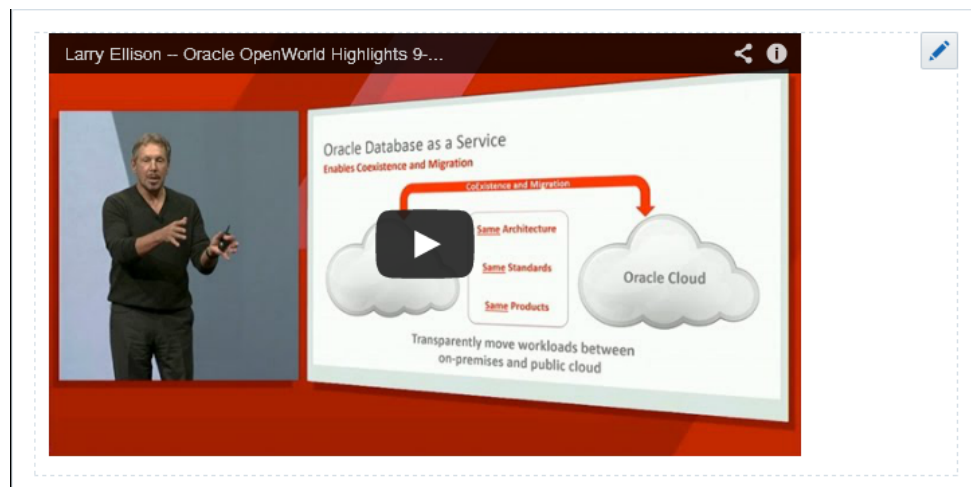 Larry Ellison -- Oracle OpenWorld Highlights 9-...
Oracle Database as a Service
Enables Coexistence and Migration
CoExistence and Migration
Same Architecture
Same Standards
Same Products
Oracle Cloud
Transparently move workloads between
on-premises and public cloud